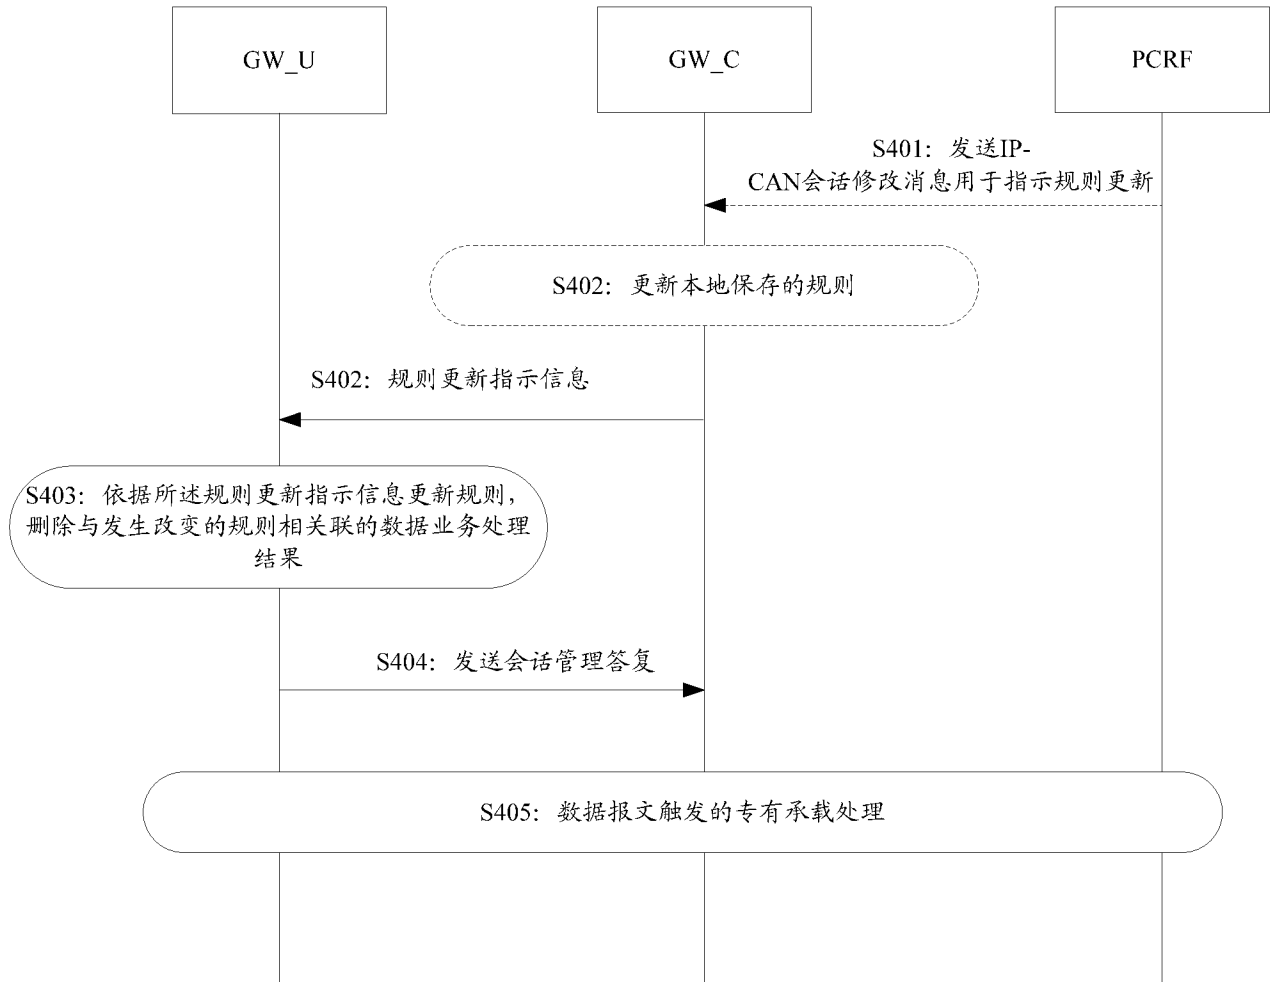 GW_U
GW_C
PCRF
S401：发送IP-
CAN会话修改消息用于指示规则更新
S402：更新本地保存的规则
S402：规则更新指示信息
S403：依据所述规则更新指示信息更新规则，
删除与发生改变的规则相关联的数据业务处理
结果
S404：发送会话管理答复
S405：数据报文触发的专有承载处理